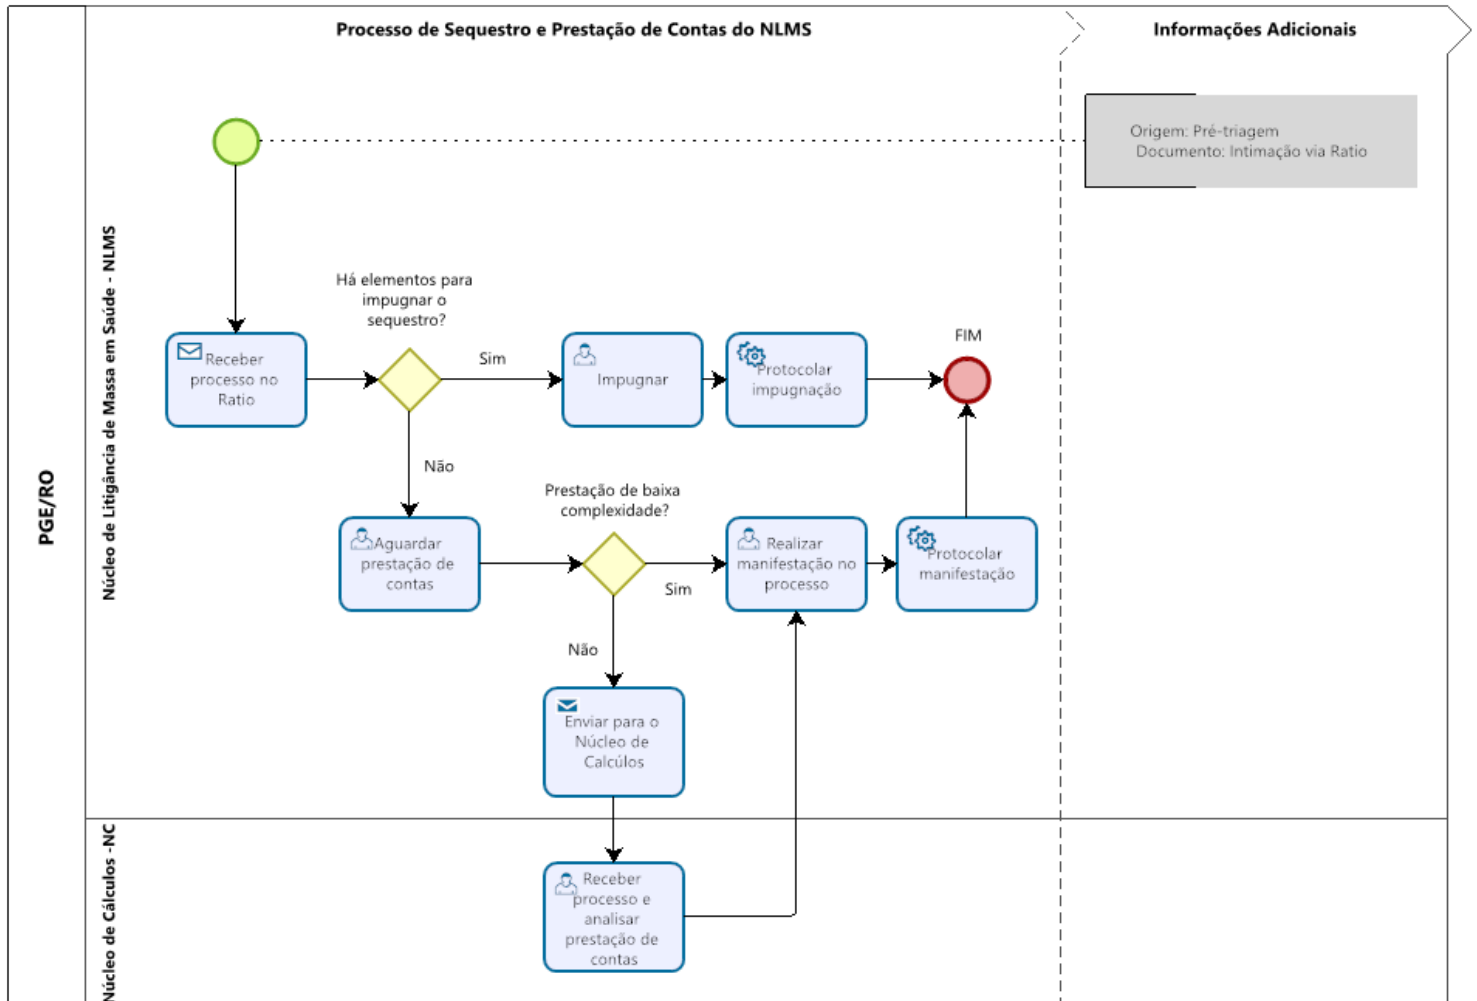 Processo de Sequestro e Prestação de Contas do NLMS
Informações Adicionais
PGE/RO
Núcleo de Litigância de Massa em Saúde - NLMS
Origem: Pré-triagem
Documento: Intimação via Ratio
Há elementos para
impugnar o
sequestro?
Receber
processo no
Ratio
Sim
Impugnar
Protocolar
impugnação
FIM
Não
Aguardar
prestação de
contas
Prestação de baixa
complexidade?
Sim
Realizar
manifestação no
processo
Protocolar
manifestação
Não
Enviar para o
Núcleo de
Calcúlos
Núcleo de Cálculos -NC
Receber
processo e
analisar
prestação de
contas